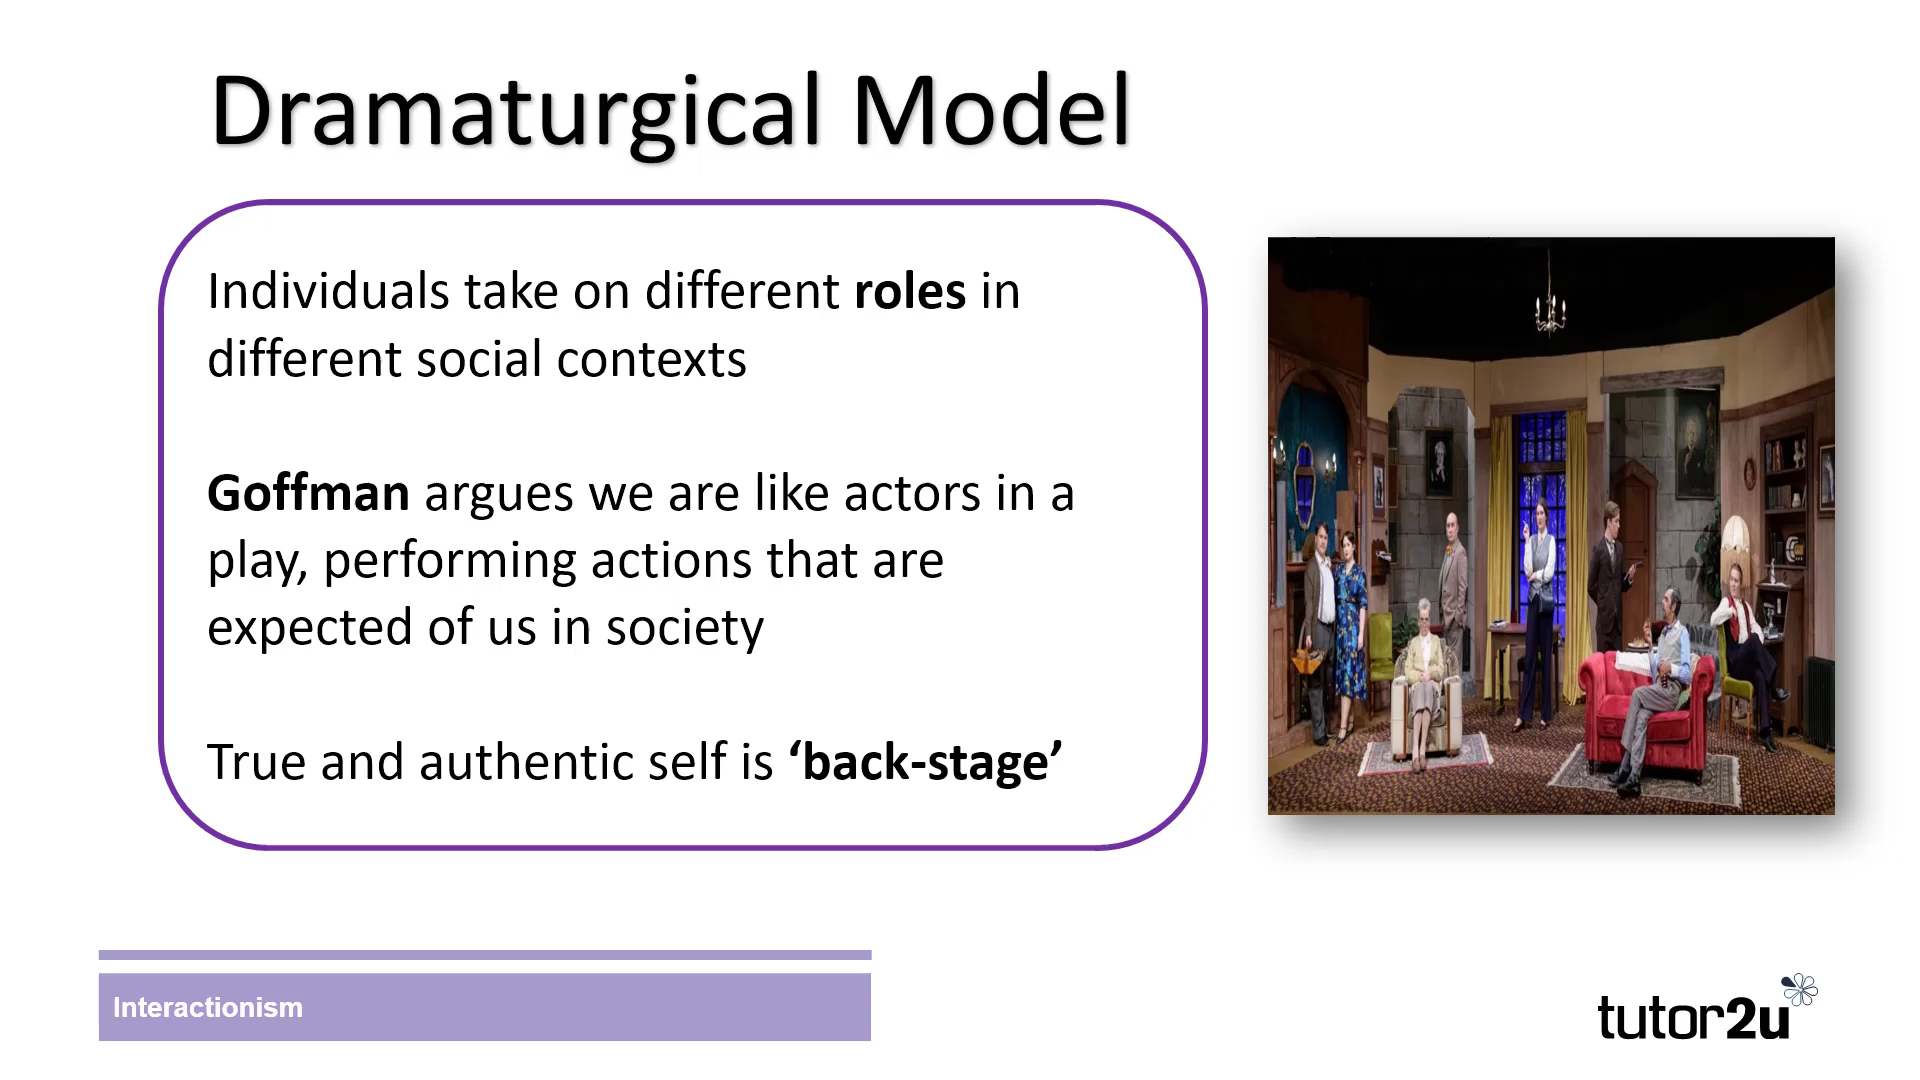 Dramaturgical Model
Individuals take on different roles in
different social contexts
Goffman argues we are like actors in a
play, performing actions that are
expected of us in society
True and authentic self is ‘back-stage’
Interactionism
tutor2u